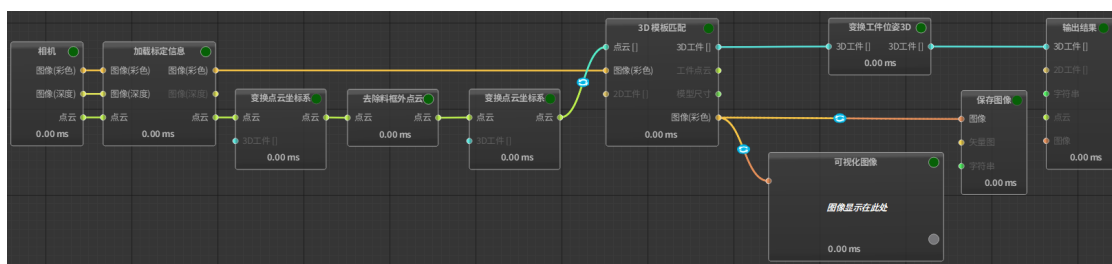 相机
图像(彩色)
图像(深度)
点云
0.00 ms
加载标定信息
图像(彩色) 图像(彩色)
图像(深度) 图像(深度)
点云 点云
0.00 ms
变换点云坐标系
点云 点云
3D工件 []
0.00 ms
去除料框外点云
点云 点云
0.00 ms
变换点云坐标系
点云 点云
3D工件 []
0.00 ms
3D 模板匹配
点云 [] 3D工件 []
图像(彩色) 工件点云
2D工件 [] 模型尺寸
图像(彩色)
0.00 ms
变换工件位姿3D
3D工件 [] 3D工件 []
0.00 ms
可视化图像
图像显示在此处
0.00 ms
保存图像
图像
矢量图
字符串
0.00 ms
输出结果
3D工件 []
2D工件 []
字符串
点云
图像
0.00 ms